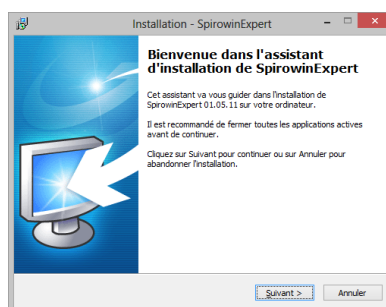 Installation - SpirowinExpert
Bienvenue dans l'assistant
d'installation de SpirowinExpert
Cet assistant va vous guider dans l'installation de
SpirowinExpert 01.05.11 sur votre ordinateur.
Il est recommandé de fermer toutes les applications actives
avant de continuer.
Cliquez sur Suivant pour continuer ou sur Annuler pour
abandonner l'installation.
Suivant >
Annuler